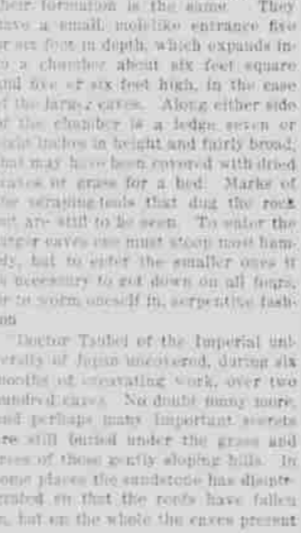 their formation is the same. They
have a small, molelike entrance five
or six feet in depth, which expands in-
to a chamber about six feet square
and five or six feet high, in the case
of the larger caves. Along either side
of the chamber is a ledge seven or
eight inches in height and fairly broad,
that may have been covered with dried
leaves or grass for a bed. Marks of
the scraping tools that dug the rock
out are still to be seen. To enter the
larger caves one must stoop most hum-
bly, but to enter the smaller ones it
is necessary to get down on all fours,
or to worm oneself in, serpentine fash-
ion
Doctor Tsubei of the Imperial uni-
versity of Japan uncovered, during six
months of excavating work, over two
hundred caves. No doubt many more,
and perhaps many important secrets
are still buried under the grass and
trees of those gently sloping hills. In
some places the sandstone has disinte-
grated so that the roofs have fallen
in, but on the whole the caves present